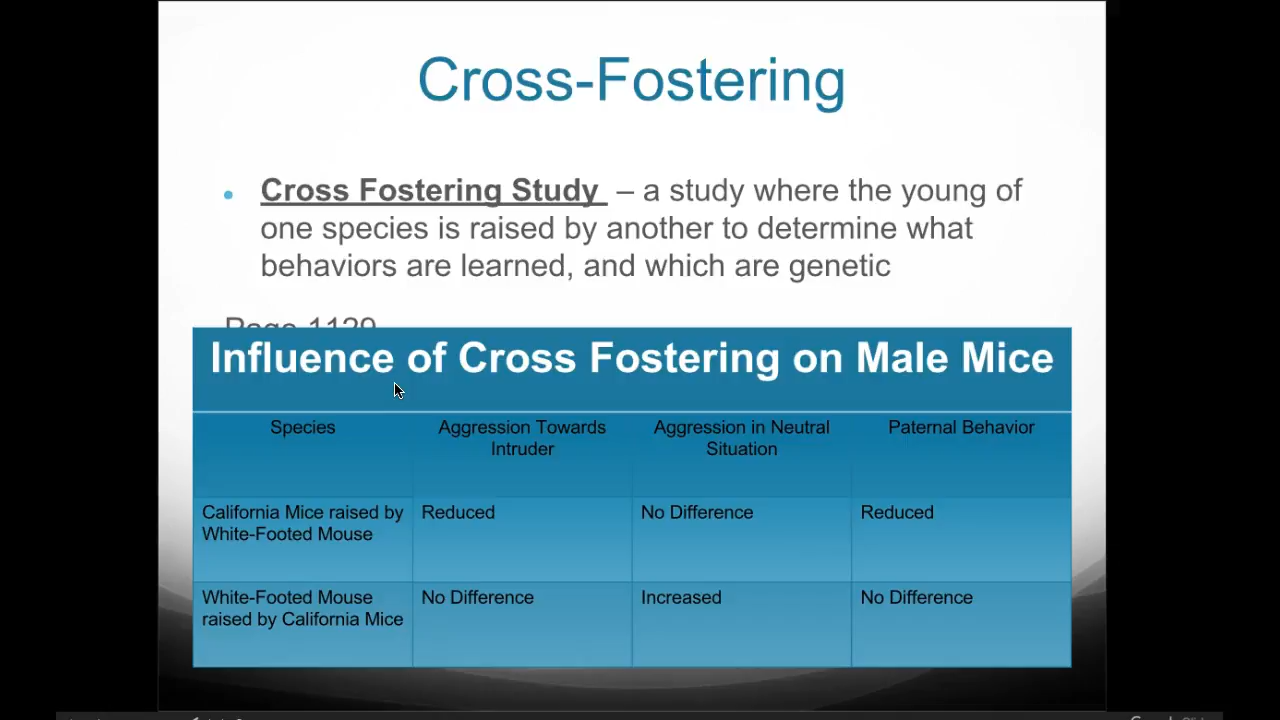 Cross-Fostering
Cross Fostering Study – a study where the young of
one species is raised by another to determine what
behaviors are learned, and which are genetic
Page 1129
Influence of Cross Fostering on Male Mice
Species
Aggression Towards
Intruder
Aggression in Neutral
Situation
Paternal Behavior
California Mice raised by
White-Footed Mouse
Reduced
No Difference
Reduced
White-Footed Mouse
raised by California Mice
No Difference
Increased
No Difference